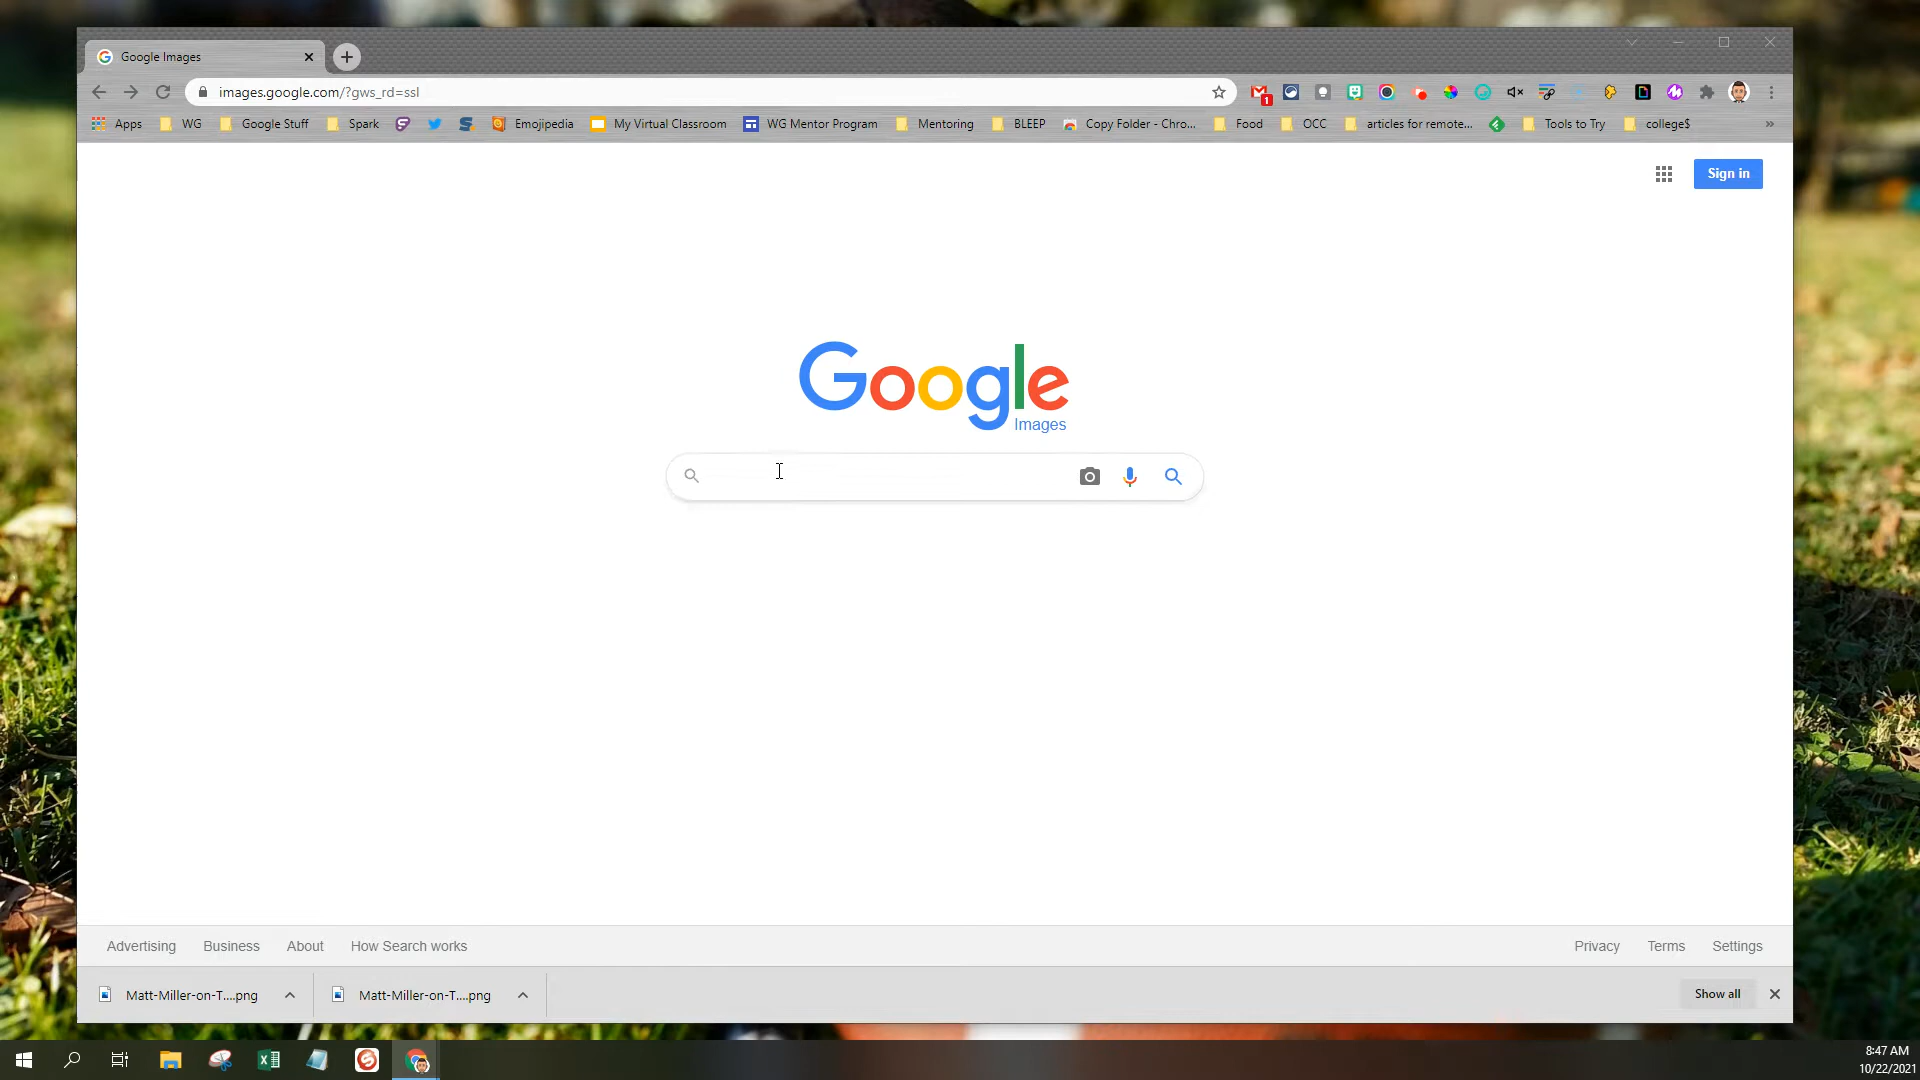 Google Images
images.google.com/?gws_rd=ssl
1
Apps WG Google Stuff Spark Emojipedia My Virtual Classroom WG Mentor Program Mentoring BLEEP Copy Folder - Chro... Food OCC articles for remote... Tools to Try college$ »
Sign in
Google
Images
Advertising Business About How Search works Privacy Terms Settings
Matt-Miller-on-T....png Matt-Miller-on-T....png Show all
8:47 AM
10/22/2021